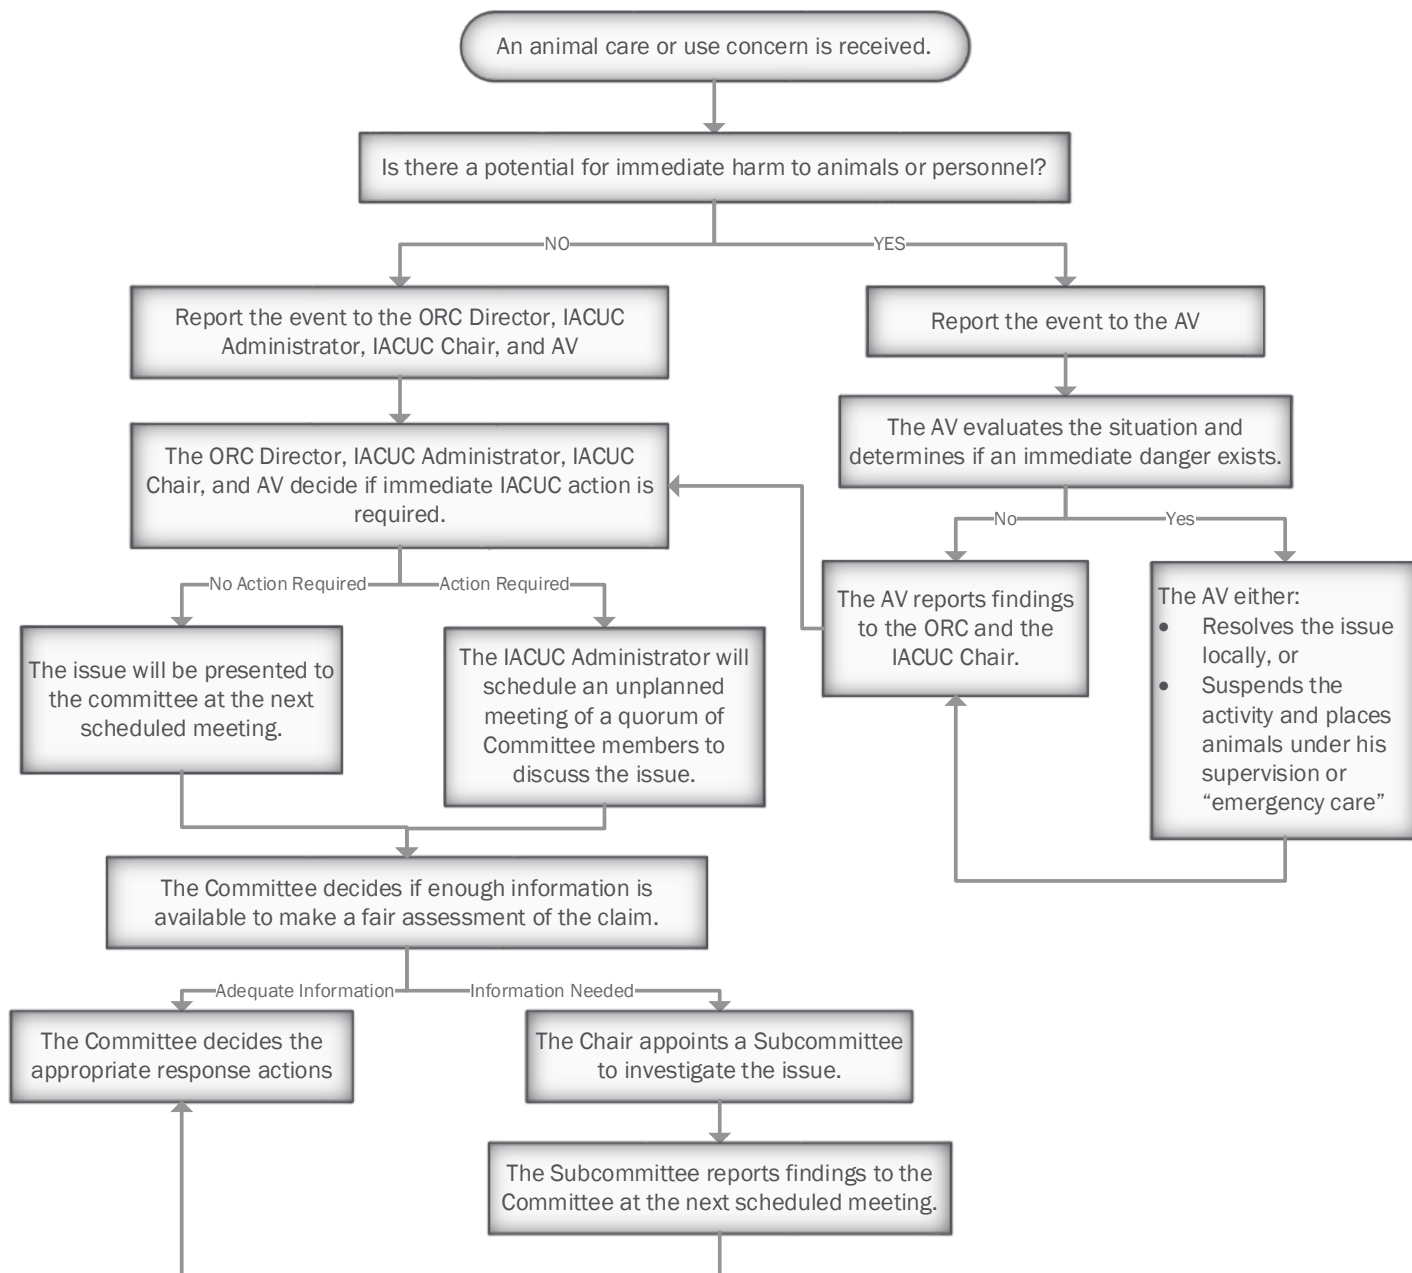 An animal care or use concern is received.
Is there a potential for immediate harm to animals or personnel?
NO
YES
Report the event to the ORC Director, IACUC
Administrator, IACUC Chair, and AV
Report the event to the AV
The ORC Director, IACUC Administrator, IACUC
Chair, and AV decide if immediate IACUC action is
required.
The AV evaluates the situation and
determines if an immediate danger exists.
No
Yes
No Action Required
Action Required
The AV reports findings
to the ORC and the
IACUC Chair.
The AV either:
• Resolves the issue
locally, or
• Suspends the
activity and places
animals under his
supervision or
“emergency care”
The issue will be presented to
the committee at the next
scheduled meeting.
The IACUC Administrator will
schedule an unplanned
meeting of a quorum of
Committee members to
discuss the issue.
The Committee decides if enough information is
available to make a fair assessment of the claim.
Adequate Information
Information Needed
The Committee decides the
appropriate response actions
The Chair appoints a Subcommittee
to investigate the issue.
The Subcommittee reports findings to the
Committee at the next scheduled meeting.